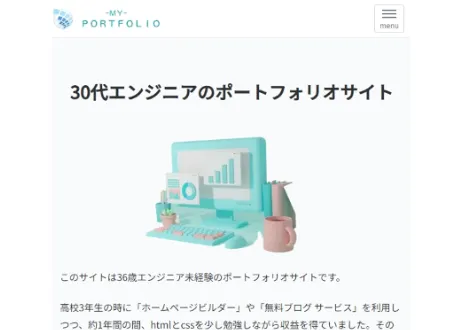 -MY-
PORTFOLIO
menu
30代エンジニアのポートフォリオサイト
このサイトは36歳エンジニア未経験のポートフォリオサイトです。
高校3年生の時に「ホームページビルダー」や「無料ブログ サービス」を利用し
つつ、約1年間の間、htmlとcssを少し勉強しながら収益を得ていました。その